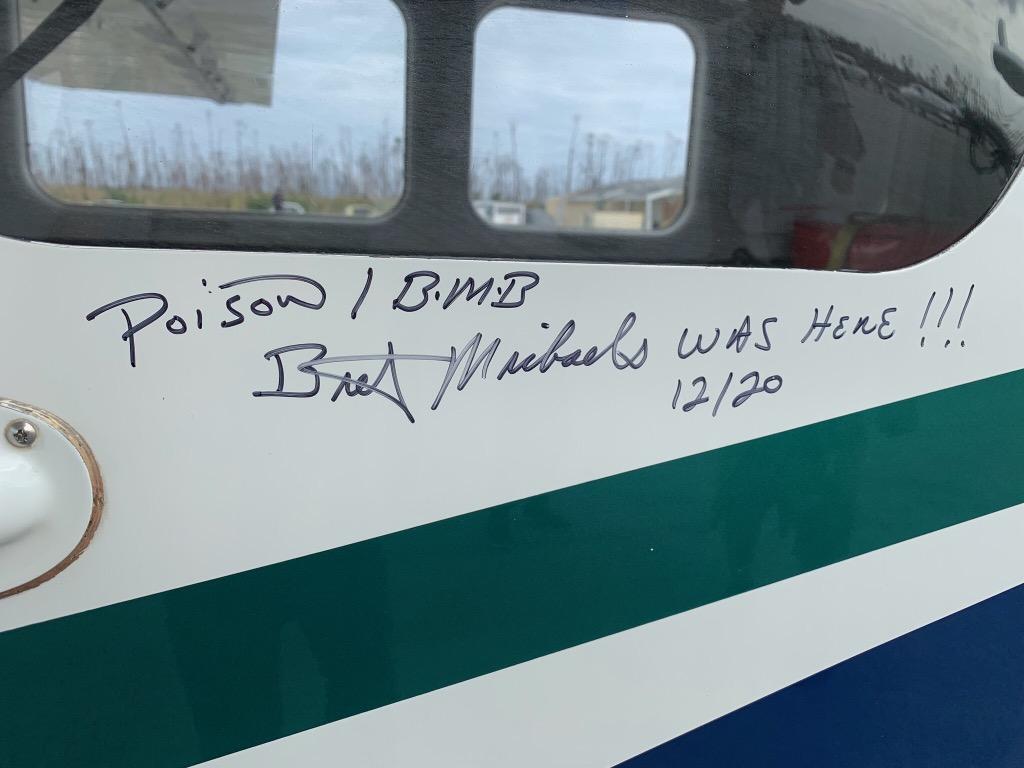 Poison / B.M.B
Bret Michaels WAS HERE !!!
12/20